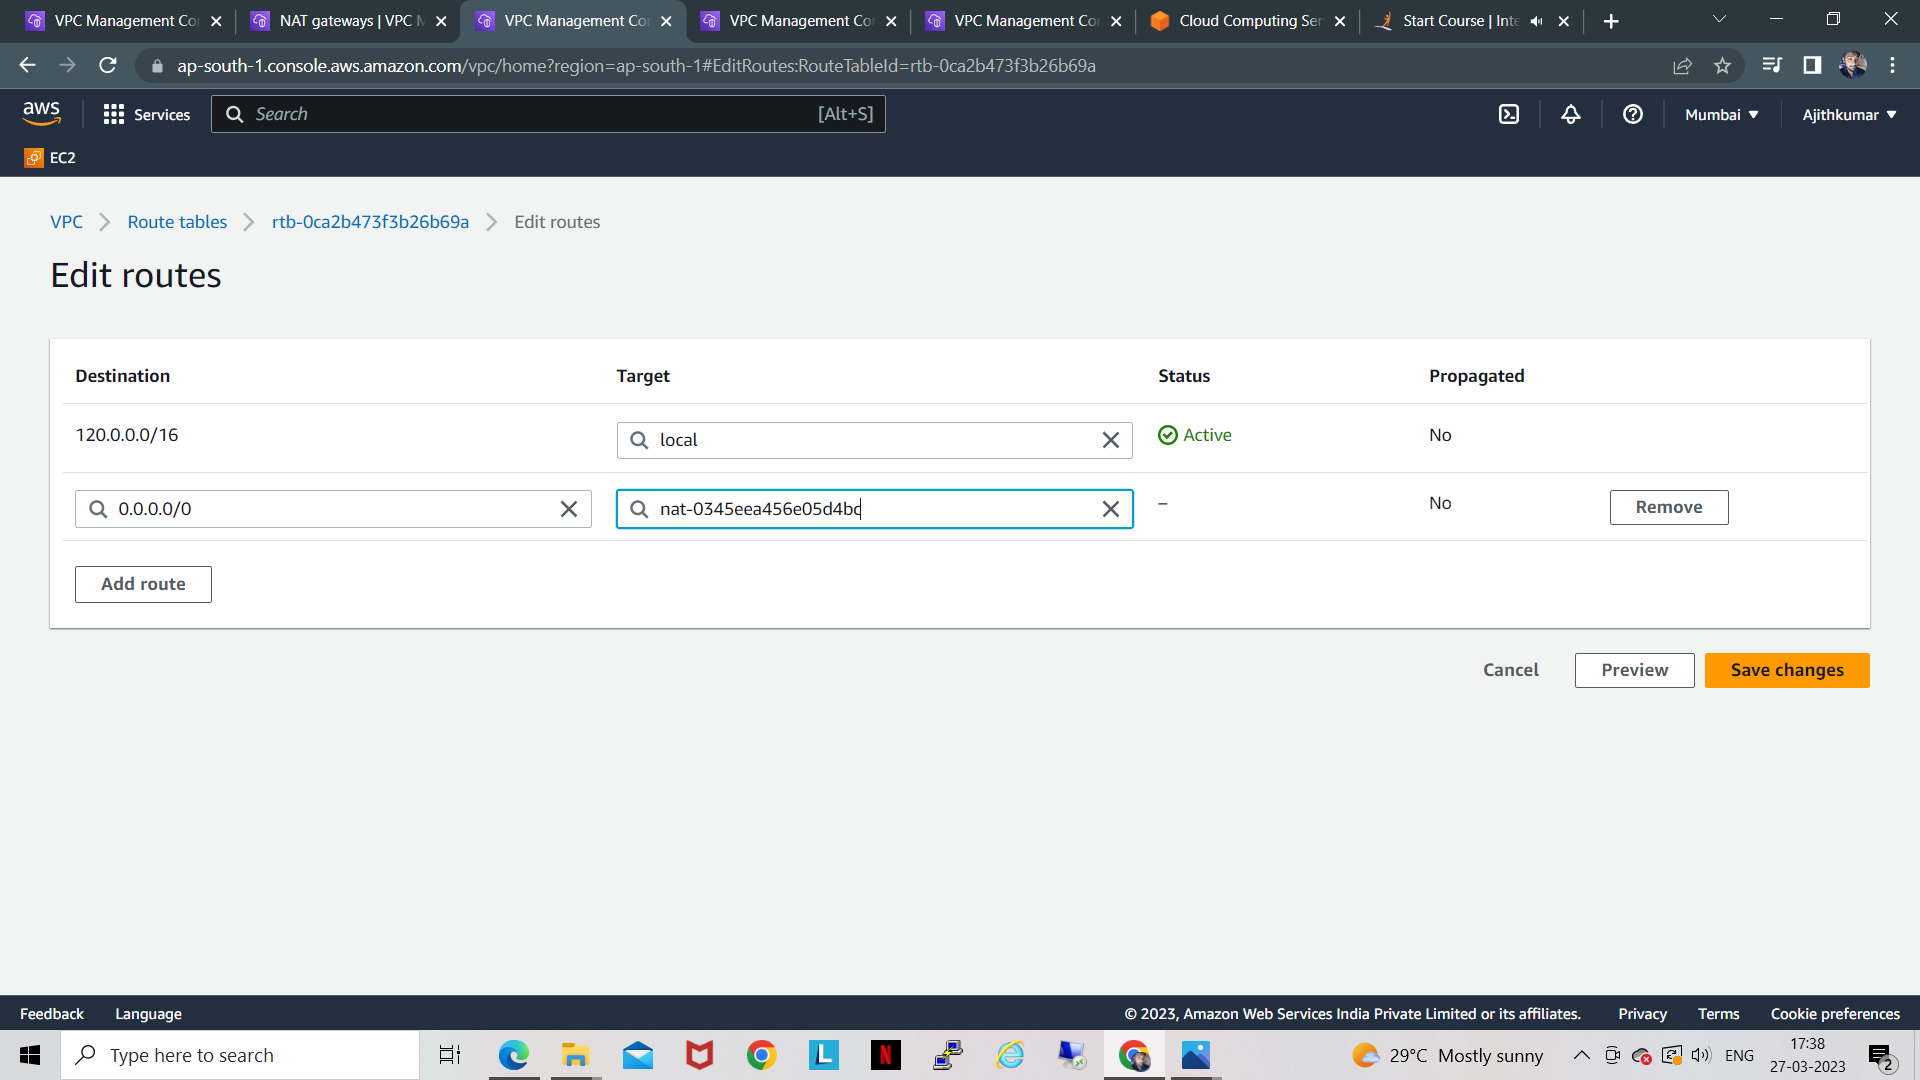 VPC Management Co
NAT gateways | VPC M
VPC Management Co
VPC Management Co
VPC Management Co
Cloud Computing Ser
Start Course | Inte
ap-south-1.console.aws.amazon.com/vpc/home?region=ap-south-1#EditRoutes:RouteTableId=rtb-0ca2b473f3b26b69a
aws
Services
Search
[Alt+S]
Mumbai
Ajithkumar
EC2
VPC
Route tables
rtb-0ca2b473f3b26b69a
Edit routes
Edit routes
Destination
Target
Status
Propagated
120.0.0.0/16
local
Active
No
0.0.0.0/0
nat-0345eea456e05d4bc
–
No
Remove
Add route
Cancel
Preview
Save changes
Feedback
Language
© 2023, Amazon Web Services India Private Limited or its affiliates.
Privacy
Terms
Cookie preferences
Type here to search
L
N
29°C Mostly sunny
ENG
17:38
27-03-2023
2